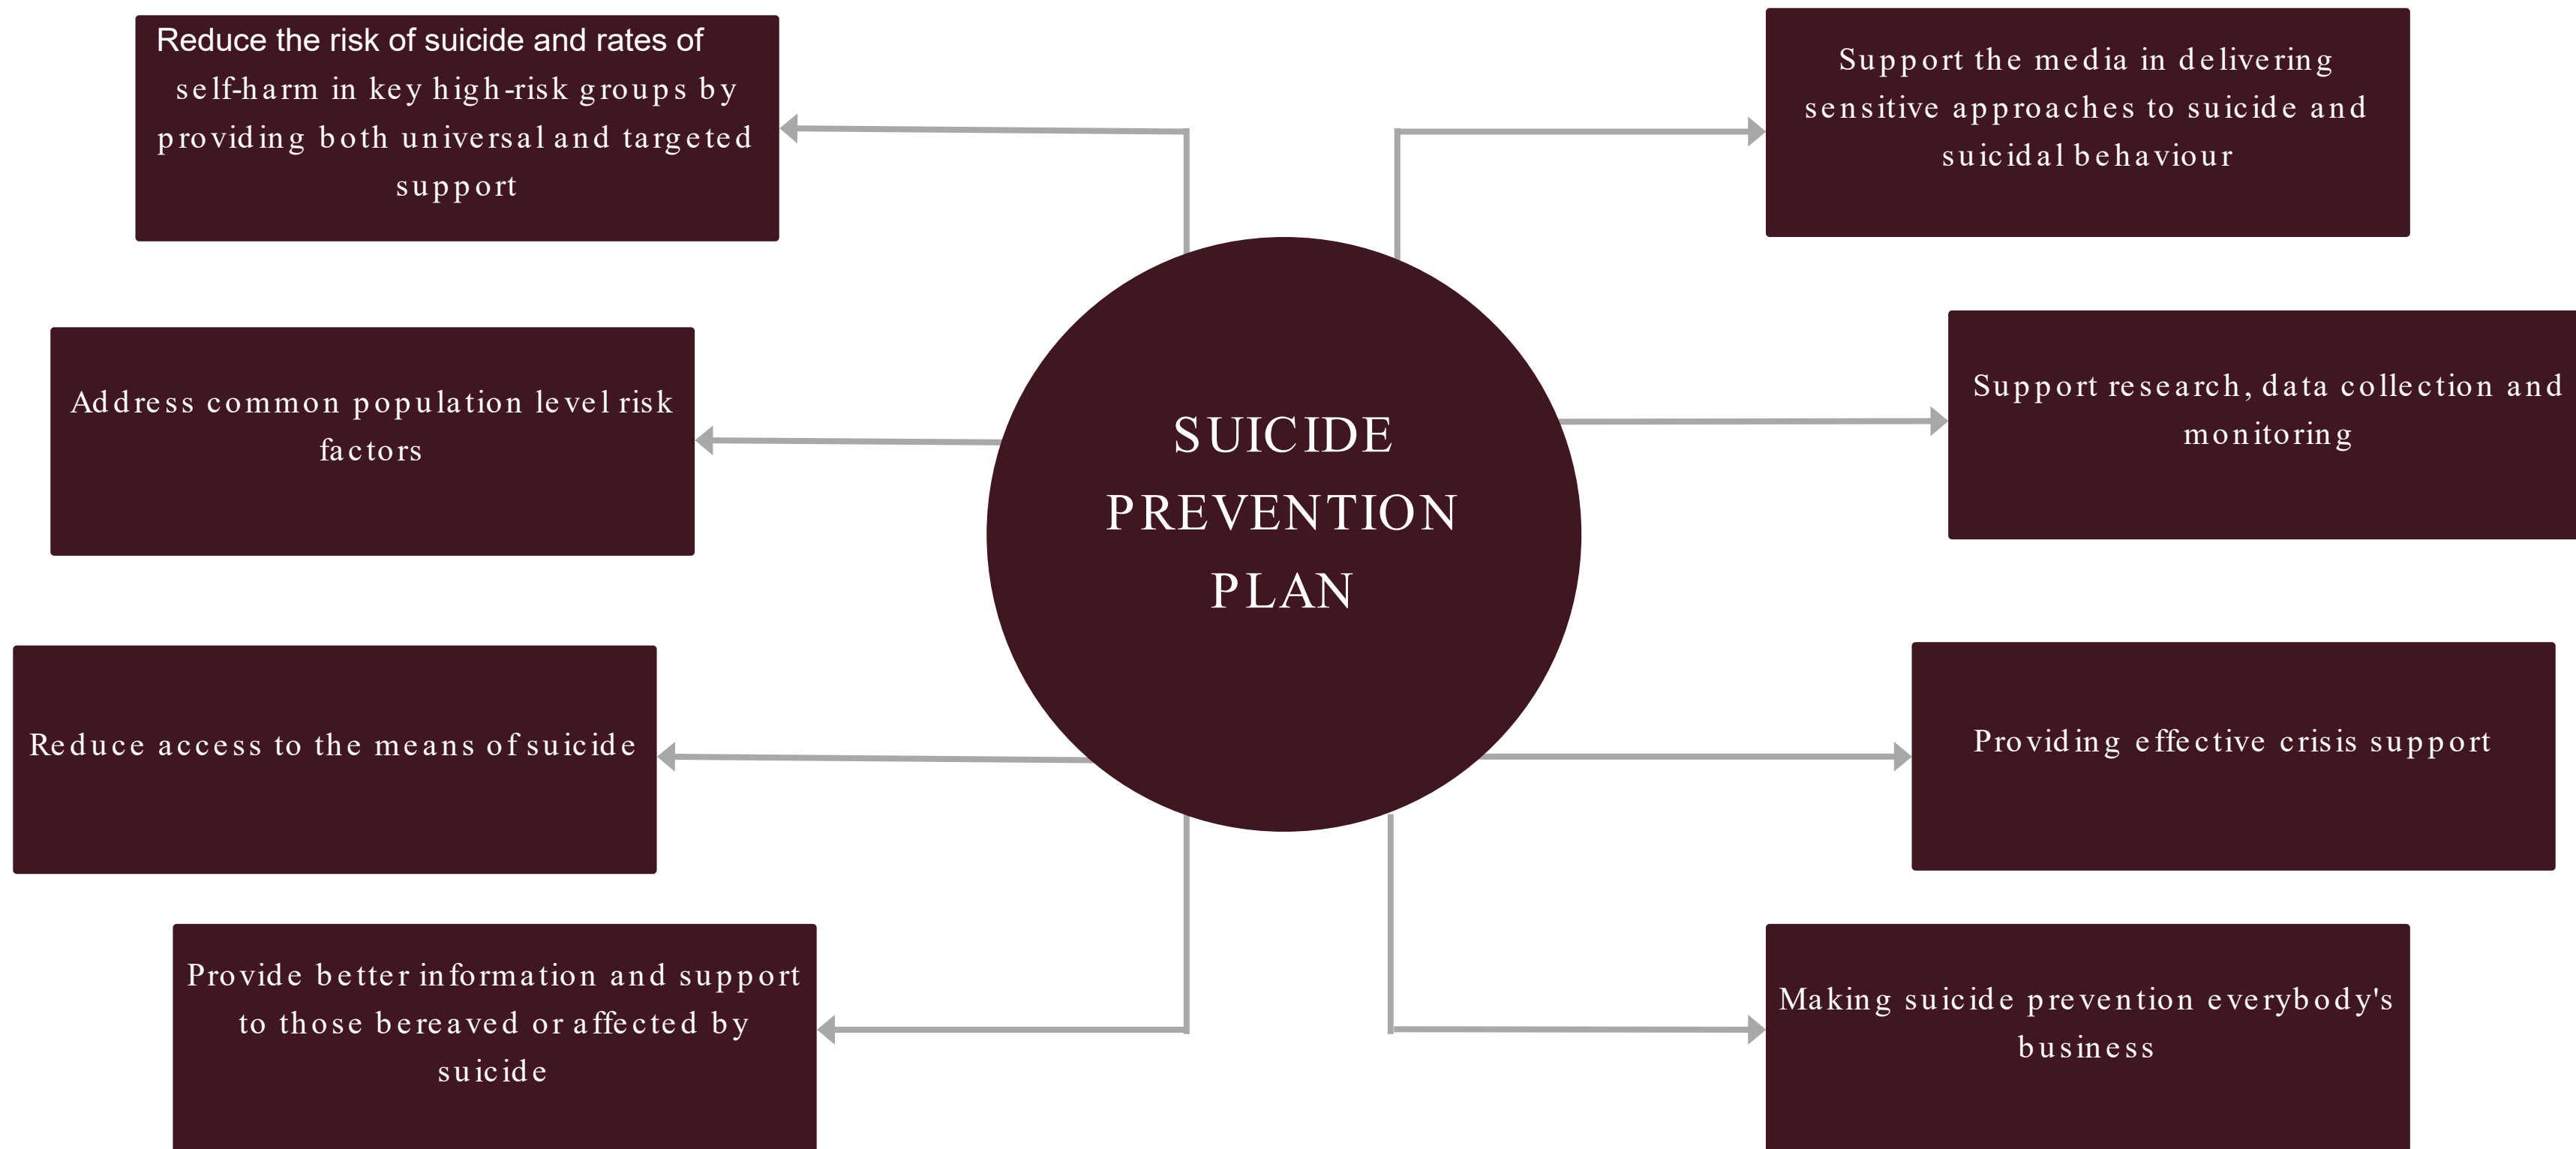 Reduce the risk of suicide and rates of
self-harm in key high-risk groups by
providing both universal and targeted
support
Support the media in delivering
sensitive approaches to suicide and
suicidal behaviour
Address common population level risk
factors
SUICIDE
PREVENTION
PLAN
Support research, data collection and
monitoring
Reduce access to the means of suicide
Providing effective crisis support
Provide better information and support
to those bereaved or affected by
suicide
Making suicide prevention everybody's
business